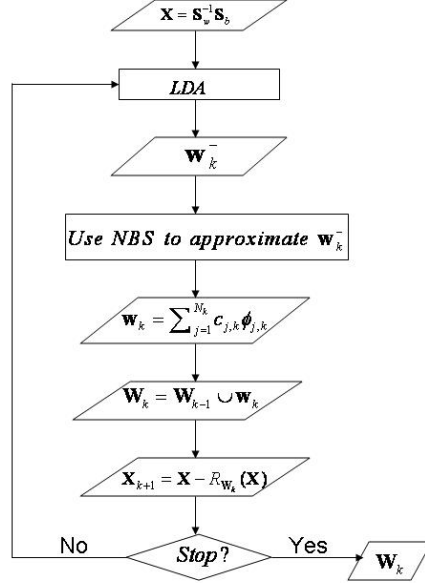 X = S_w^{-1} S_b
LDA
w_k^-
Use NBS to approximate w_k^-
w_k = ∑_{j=1}^{N_k} c_{j,k} ϕ_{j,k}
W_k = W_{k-1} ∪ w_k
X_{k+1} = X − R_{W_k}(X)
No
Stop?
Yes
W_k